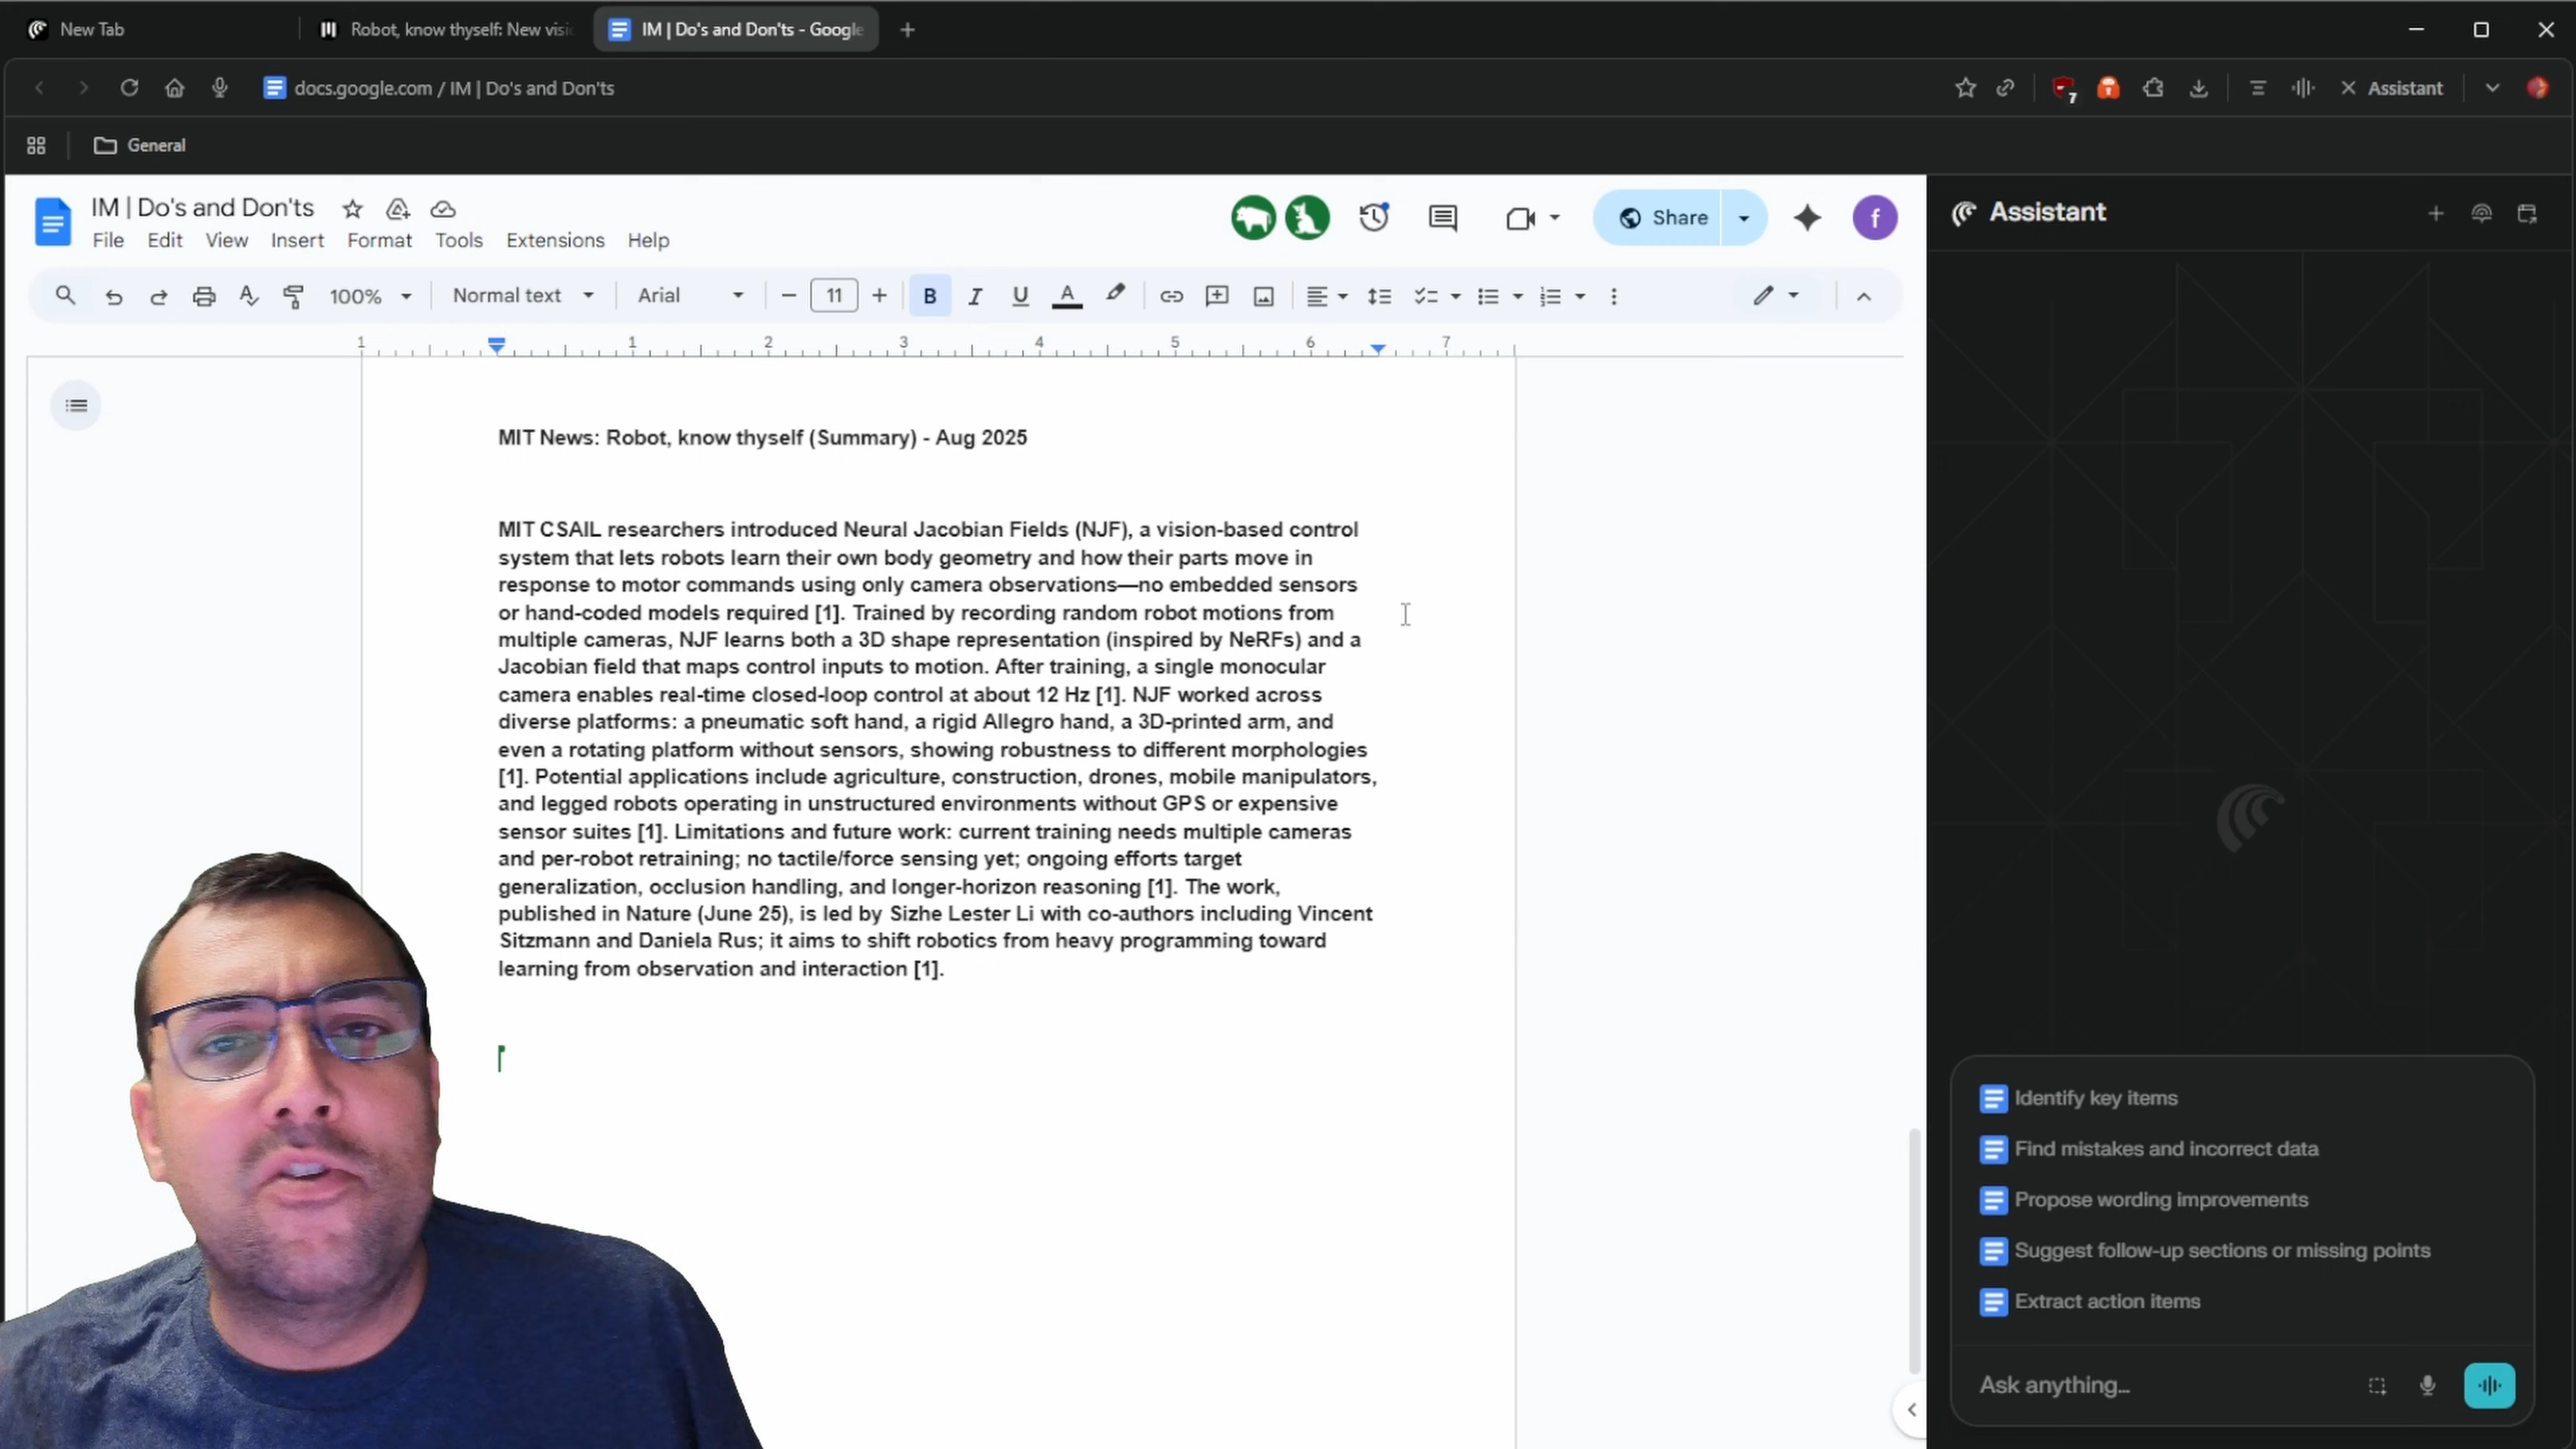 New Tab
Robot, know thyself: New visi
IM | Do's and Don'ts - Google
docs.google.com / IM | Do's and Don'ts
7
Assistant
General
IM | Do's and Don'ts
File Edit View Insert Format Tools Extensions Help
Share
f
100%
Normal text
Arial
11
B I U A
1 1 2 3 4 5 6 7
MIT News: Robot, know thyself (Summary) - Aug 2025
MIT CSAIL researchers introduced Neural Jacobian Fields (NJF), a vision-based control
system that lets robots learn their own body geometry and how their parts move in
response to motor commands using only camera observations—no embedded sensors
or hand-coded models required [1]. Trained by recording random robot motions from
multiple cameras, NJF learns both a 3D shape representation (inspired by NeRFs) and a
Jacobian field that maps control inputs to motion. After training, a single monocular
camera enables real-time closed-loop control at about 12 Hz [1]. NJF worked across
diverse platforms: a pneumatic soft hand, a rigid Allegro hand, a 3D-printed arm, and
even a rotating platform without sensors, showing robustness to different morphologies
[1]. Potential applications include agriculture, construction, drones, mobile manipulators,
and legged robots operating in unstructured environments without GPS or expensive
sensor suites [1]. Limitations and future work: current training needs multiple cameras
and per-robot retraining; no tactile/force sensing yet; ongoing efforts target
generalization, occlusion handling, and longer-horizon reasoning [1]. The work,
published in Nature (June 25), is led by Sizhe Lester Li with co-authors including Vincent
Sitzmann and Daniela Rus; it aims to shift robotics from heavy programming toward
learning from observation and interaction [1].
Assistant
Identify key items
Find mistakes and incorrect data
Propose wording improvements
Suggest follow-up sections or missing points
Extract action items
Ask anything...